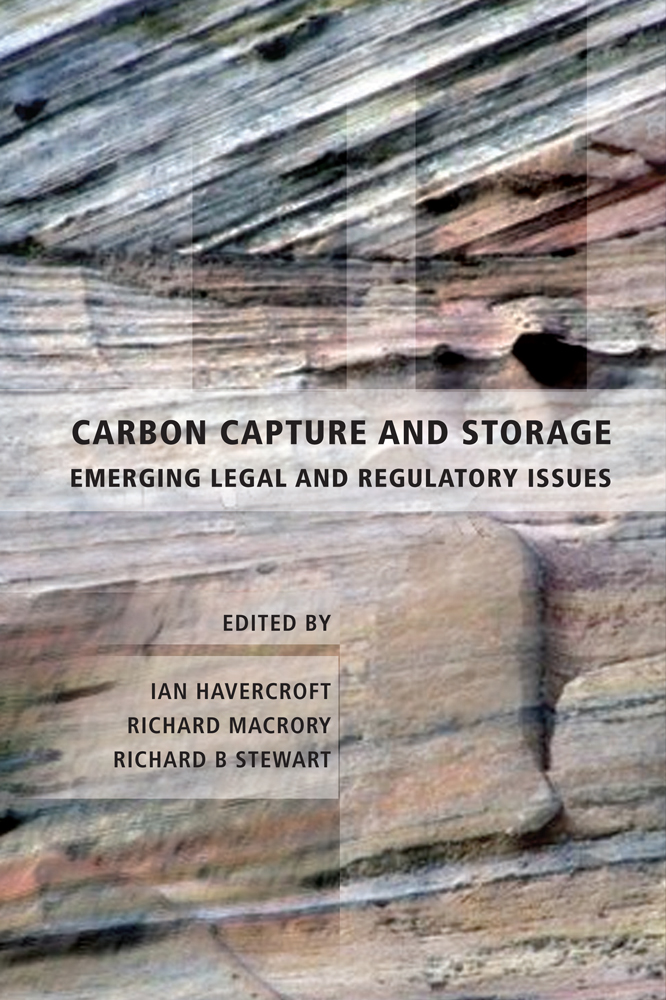 CARBON CAPTURE AND STORAGE
EMERGING LEGAL AND REGULATORY ISSUES
EDITED BY
IAN HAVERCROFT
RICHARD MACRORY
RICHARD B STEWART